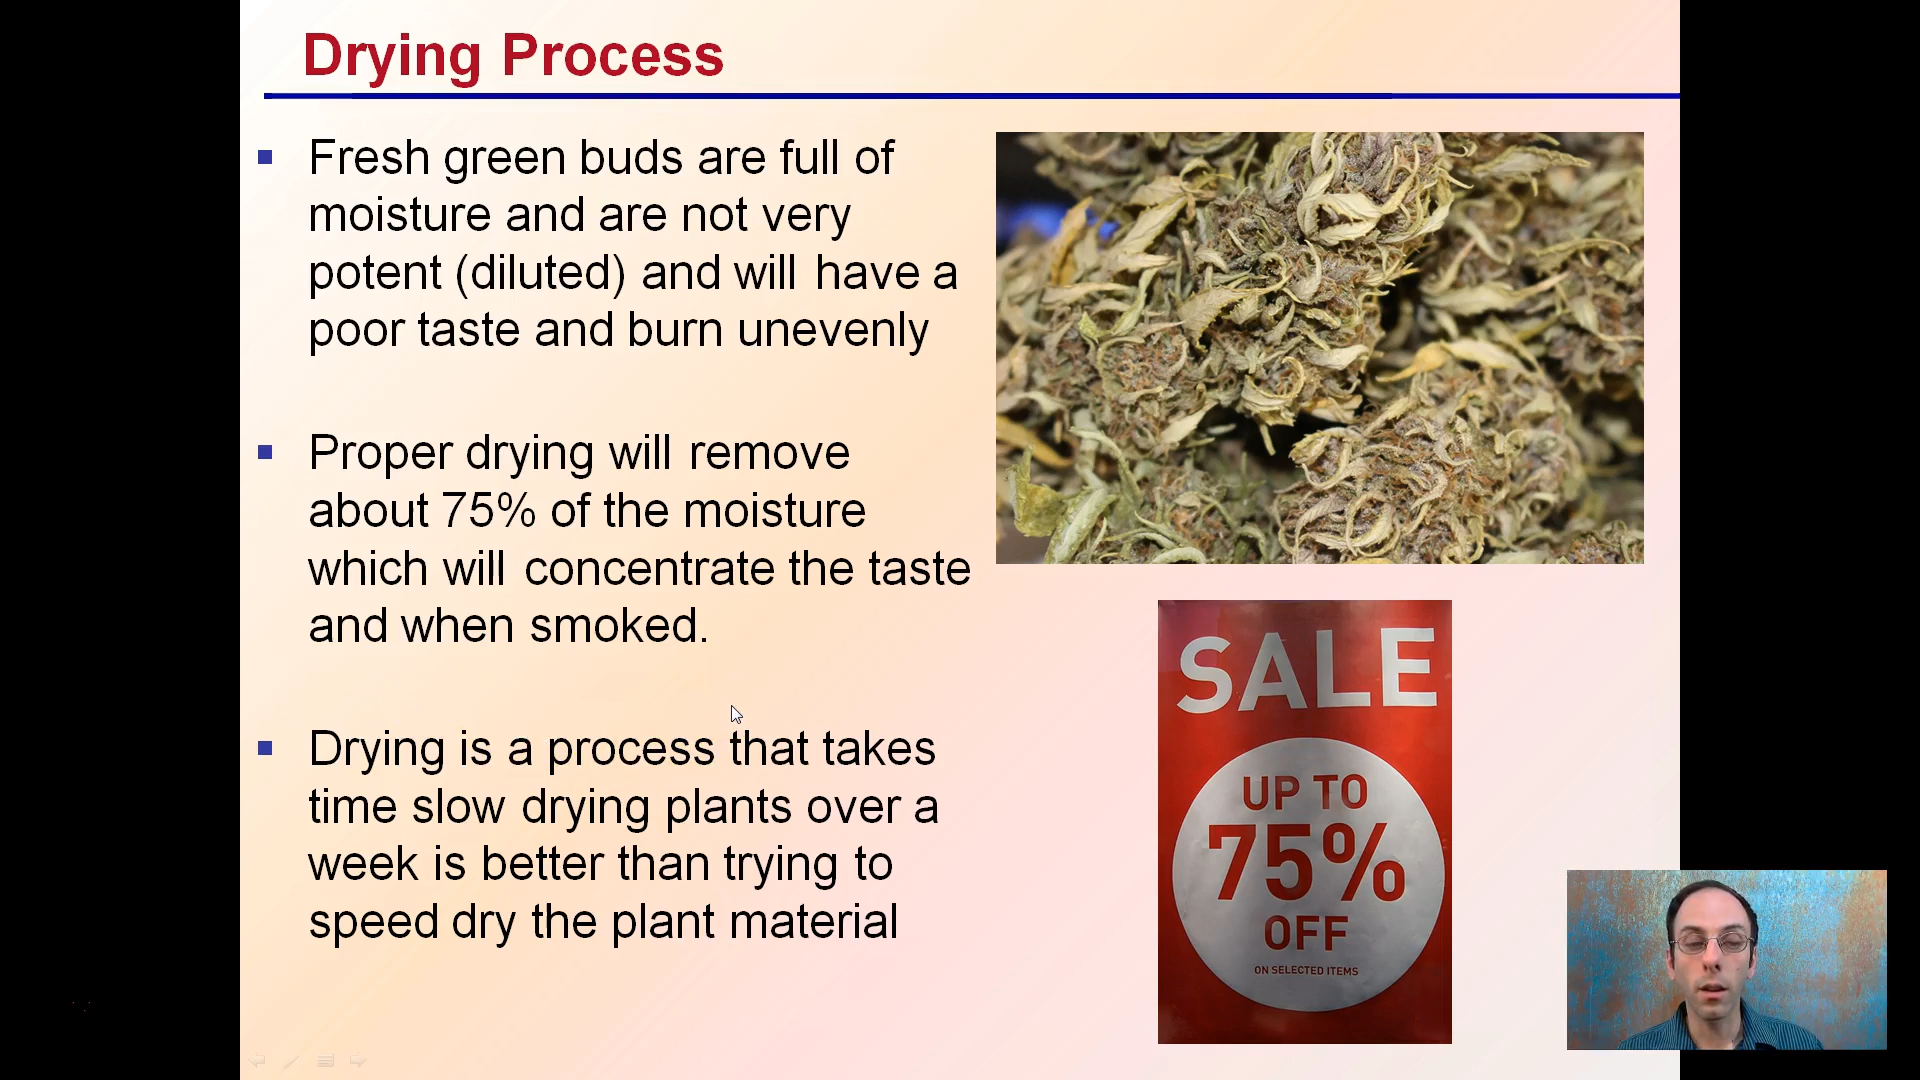 Drying Process
Fresh green buds are full of
moisture and are not very
potent (diluted) and will have a
poor taste and burn unevenly
Proper drying will remove
about 75% of the moisture
which will concentrate the taste
and when smoked.
Drying is a process that takes
time slow drying plants over a
week is better than trying to
speed dry the plant material
SALE
UP TO
75%
OFF
ON SELECTED ITEMS